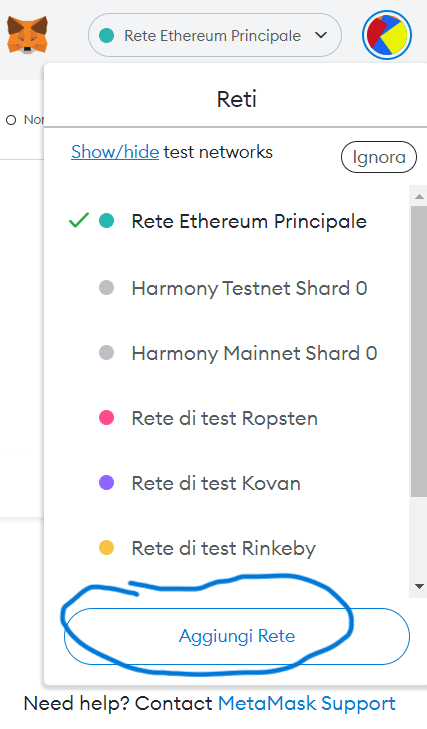 Rete Ethereum Principale
Reti
Show/hide test networks
Ignora
Rete Ethereum Principale
Harmony Testnet Shard 0
Harmony Mainnet Shard 0
Rete di test Ropsten
Rete di test Kovan
Rete di test Rinkeby
Aggiungi Rete
Need help? Contact MetaMask Support